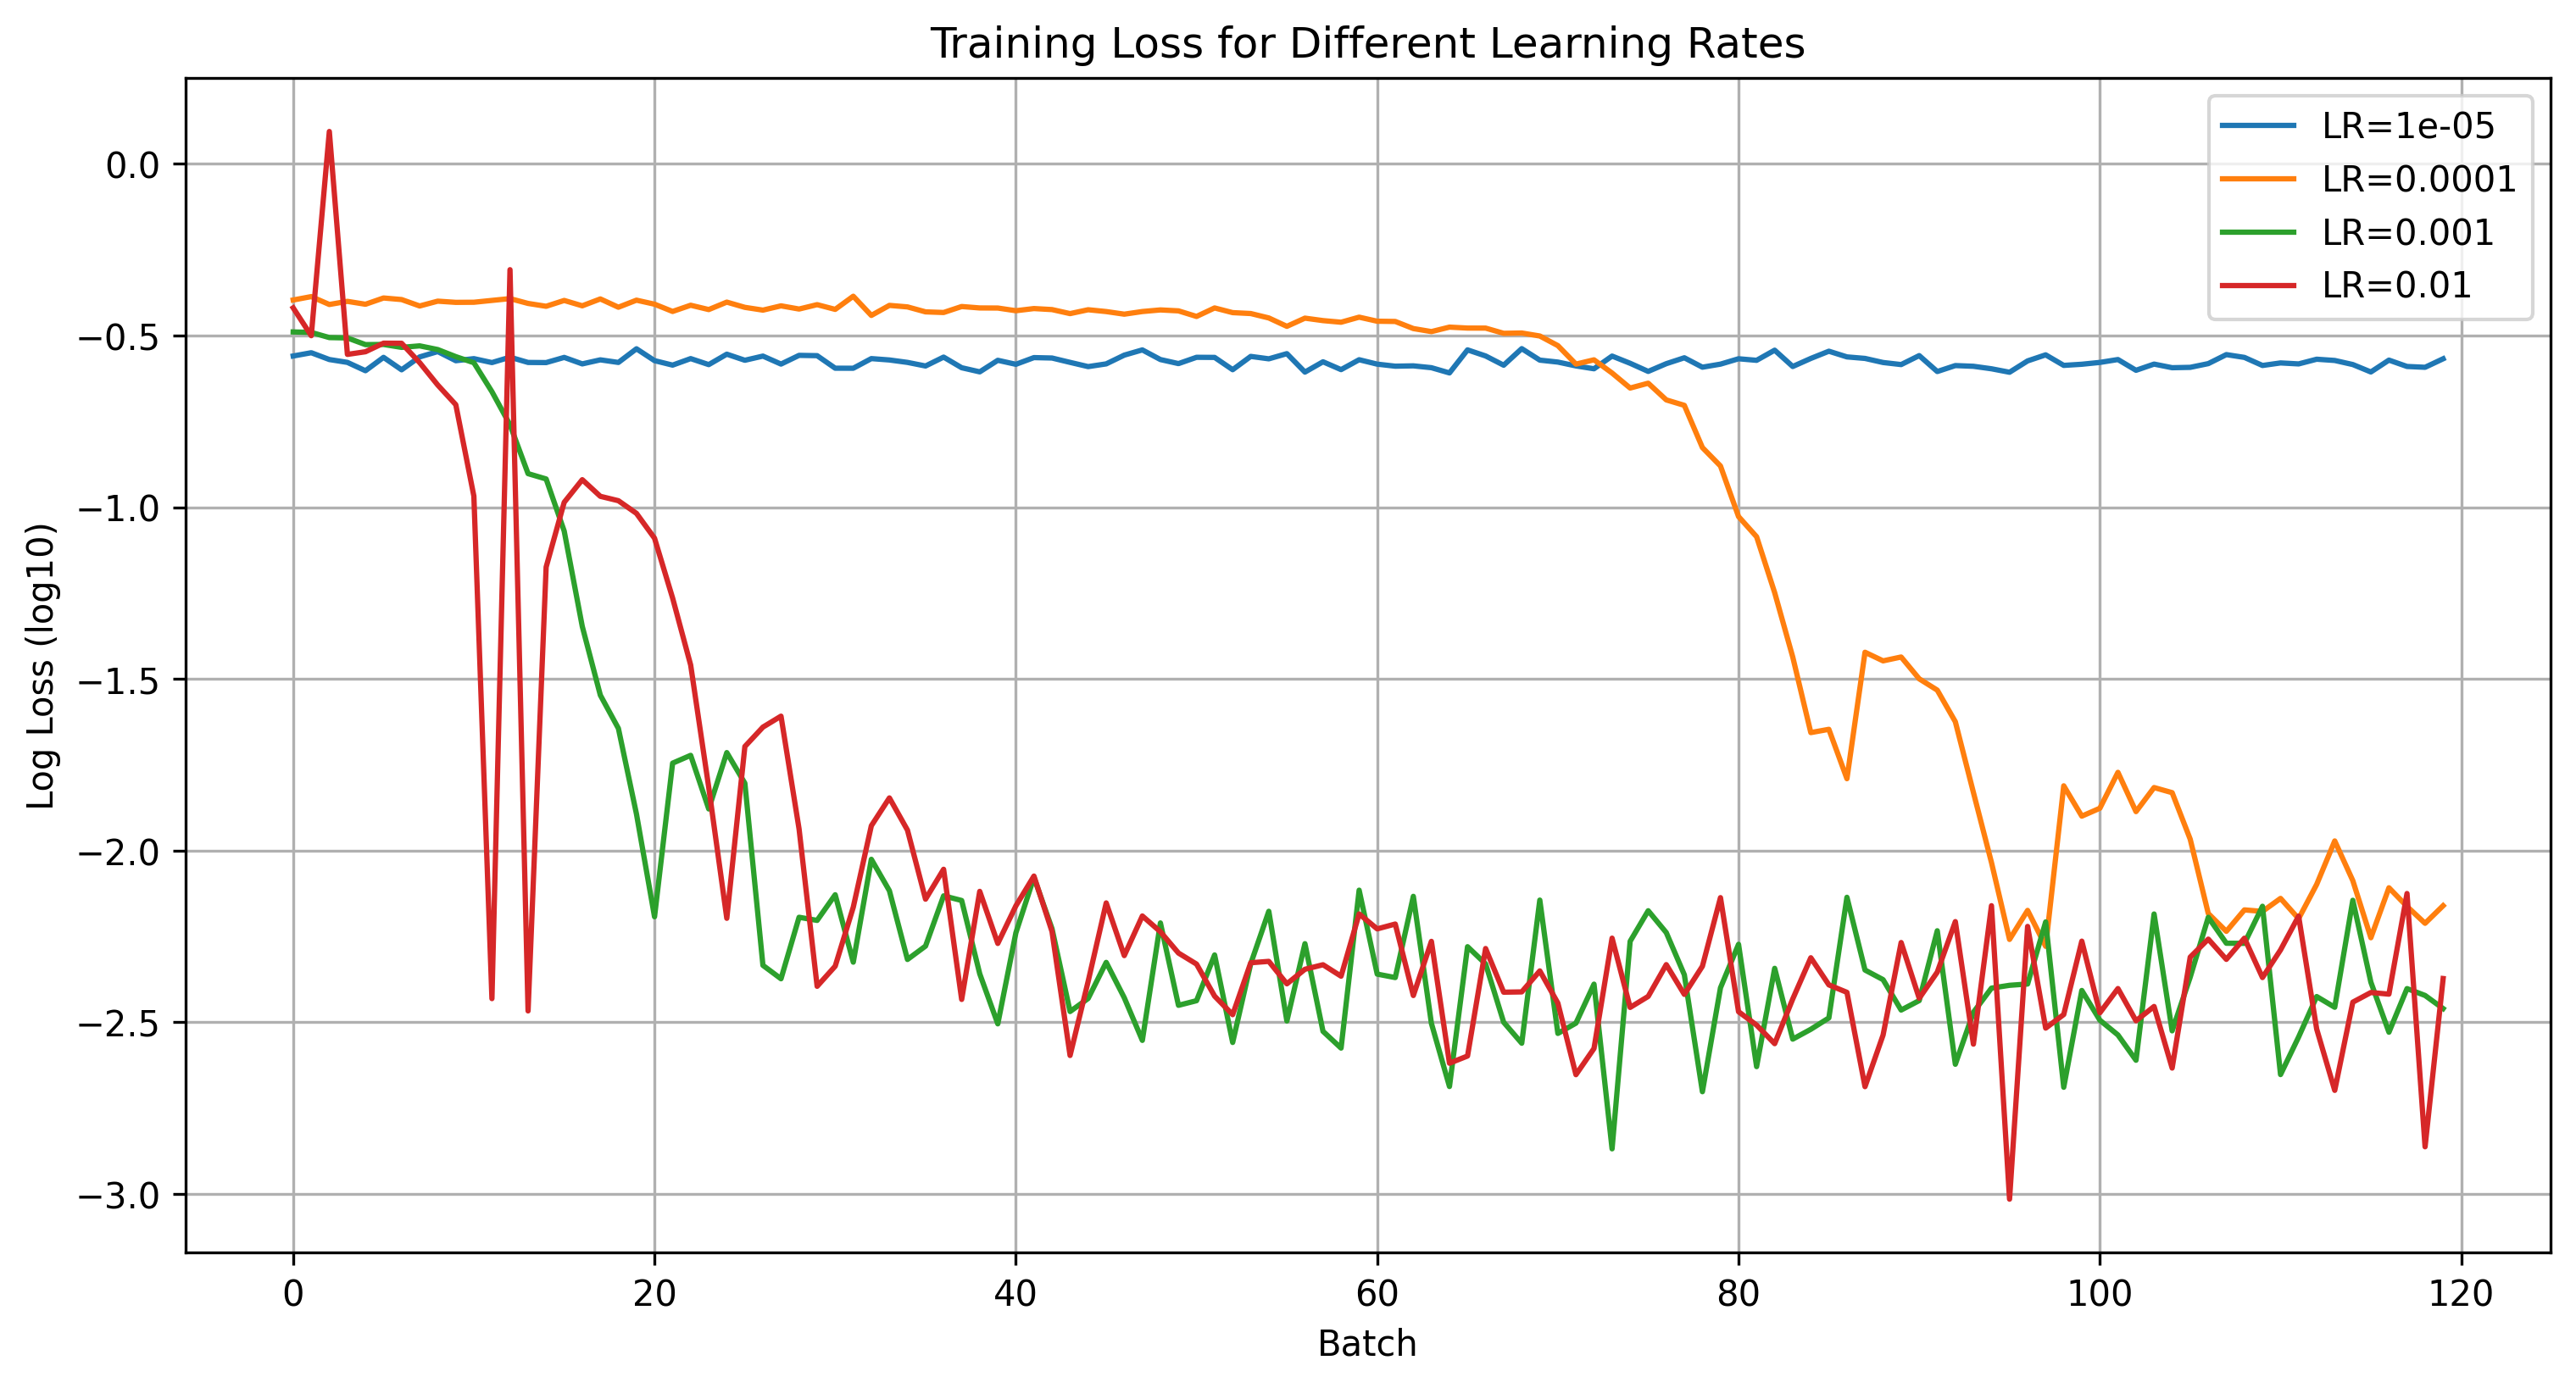 Training Loss for Different Learning Rates
LR=1e-05
LR=0.0001
LR=0.001
LR=0.01
Log Loss (log10)
0.0
−0.5
−1.0
−1.5
−2.0
−2.5
−3.0
0 20 40 60 80 100 120
Batch